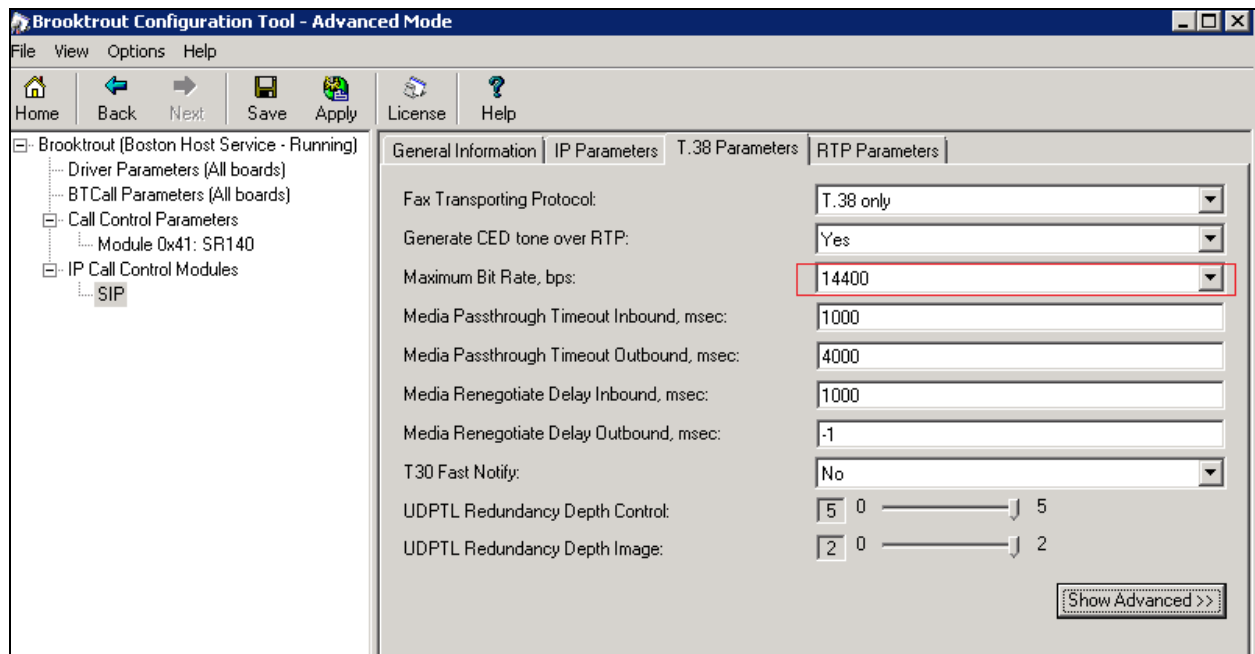 Brooktrout Configuration Tool - Advanced Mode
File View Options Help
Home Back Next Save Apply License Help
Brooktrout (Boston Host Service - Running)
Driver Parameters (All boards)
BTCall Parameters (All boards)
Call Control Parameters
Module 0x41: SR140
IP Call Control Modules
SIP
General Information IP Parameters T.38 Parameters RTP Parameters
Fax Transporting Protocol: T.38 only
Generate CED tone over RTP: Yes
Maximum Bit Rate, bps: 14400
Media Passthrough Timeout Inbound, msec: 1000
Media Passthrough Timeout Outbound, msec: 4000
Media Renegotiate Delay Inbound, msec: 1000
Media Renegotiate Delay Outbound, msec: -1
T30 Fast Notify: No
UDPTL Redundancy Depth Control: 5 0 5
UDPTL Redundancy Depth Image: 2 0 2
Show Advanced >>